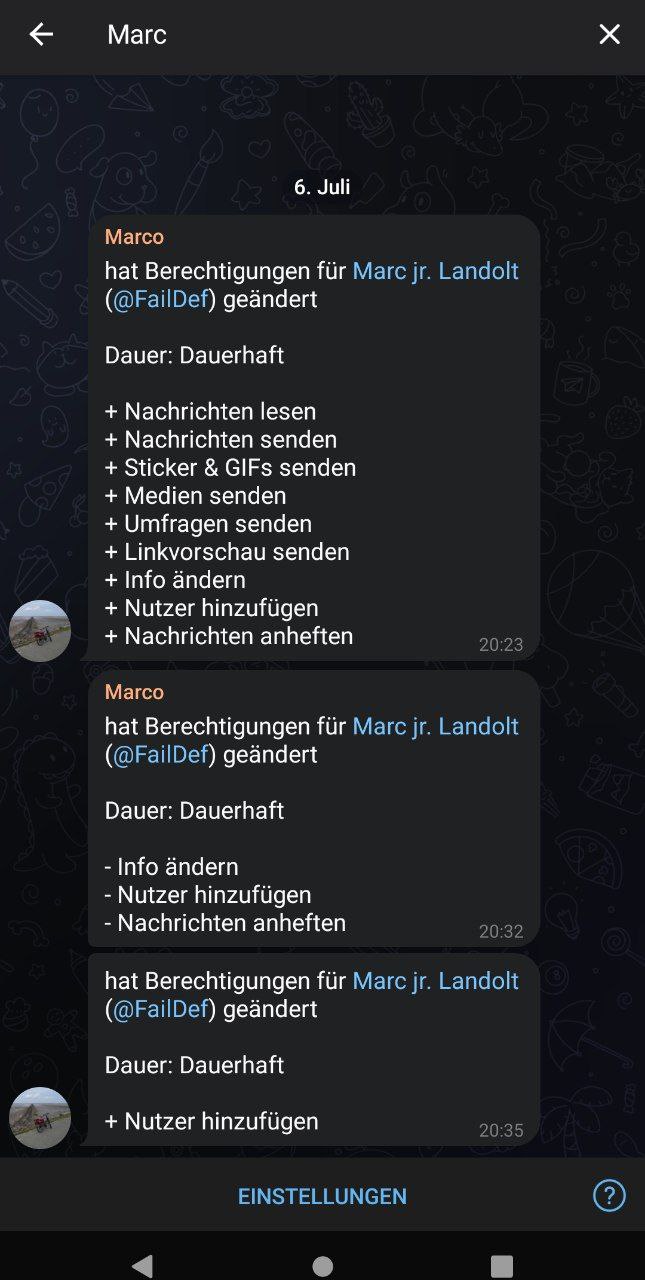 Marc
6. Juli
Marco
hat Berechtigungen für Marc jr. Landolt
(@FailDef) geändert
Dauer: Dauerhaft
+ Nachrichten lesen
+ Nachrichten senden
+ Sticker & GIFs senden
+ Medien senden
+ Umfragen senden
+ Linkvorschau senden
+ Info ändern
+ Nutzer hinzufügen
+ Nachrichten anheften
20:23
Marco
hat Berechtigungen für Marc jr. Landolt
(@FailDef) geändert
Dauer: Dauerhaft
- Info ändern
- Nutzer hinzufügen
- Nachrichten anheften
20:32
hat Berechtigungen für Marc jr. Landolt
(@FailDef) geändert
Dauer: Dauerhaft
+ Nutzer hinzufügen
20:35
EINSTELLUNGEN
?